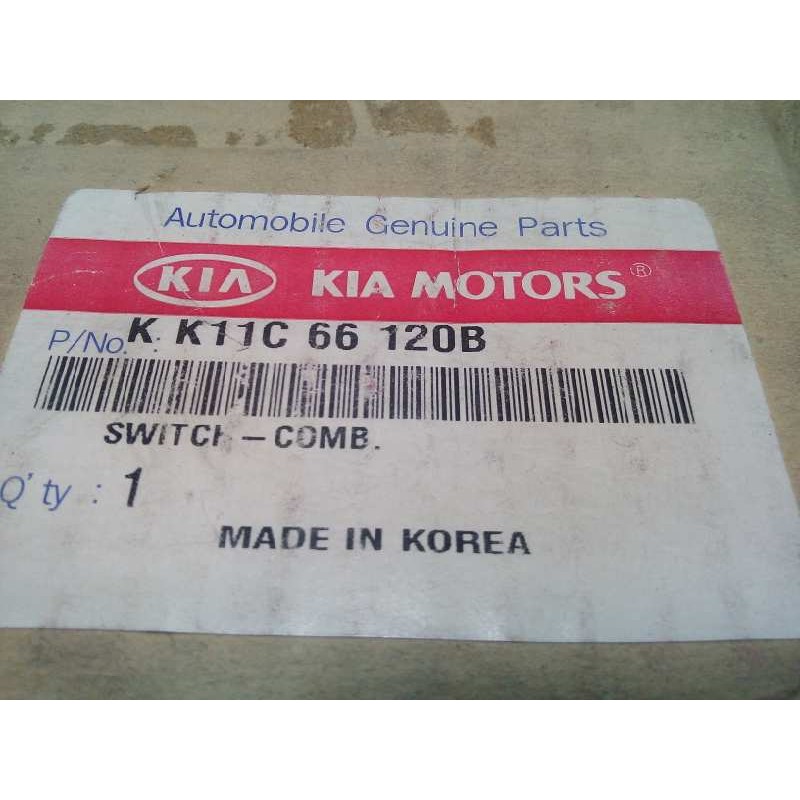 Automobile Genuine Parts
KIA KIA MOTORS®
P/No. : K K11C 66 120B
SWITCH-COMB.
Q'ty : 1
MADE IN KOREA